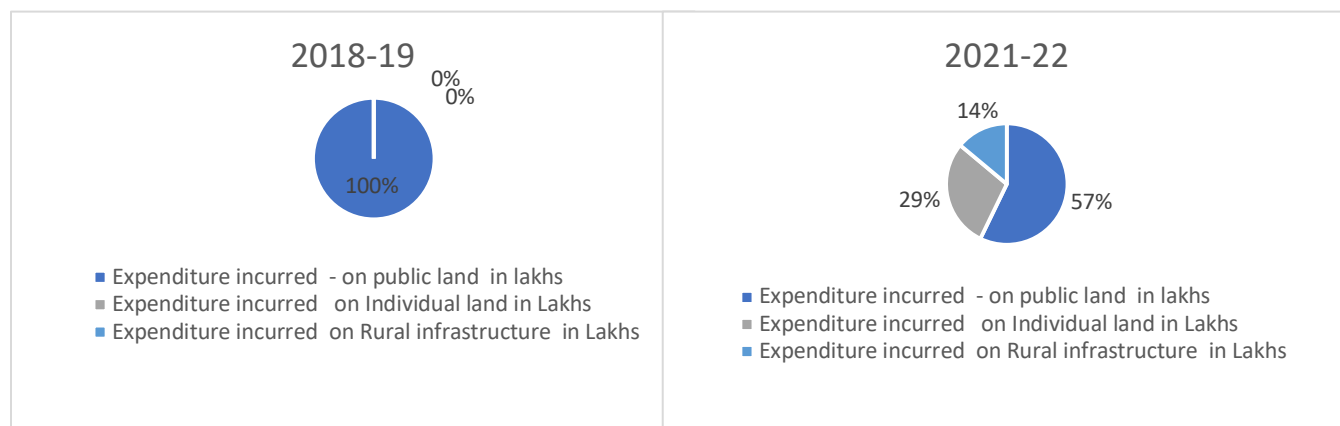 2018-19
0%
0%
100%
Expenditure incurred - on public land in lakhs
Expenditure incurred on Individual land in Lakhs
Expenditure incurred on Rural infrastructure in Lakhs
2021-22
14%
29%
57%
Expenditure incurred - on public land in lakhs
Expenditure incurred on Individual land in Lakhs
Expenditure incurred on Rural infrastructure in Lakhs